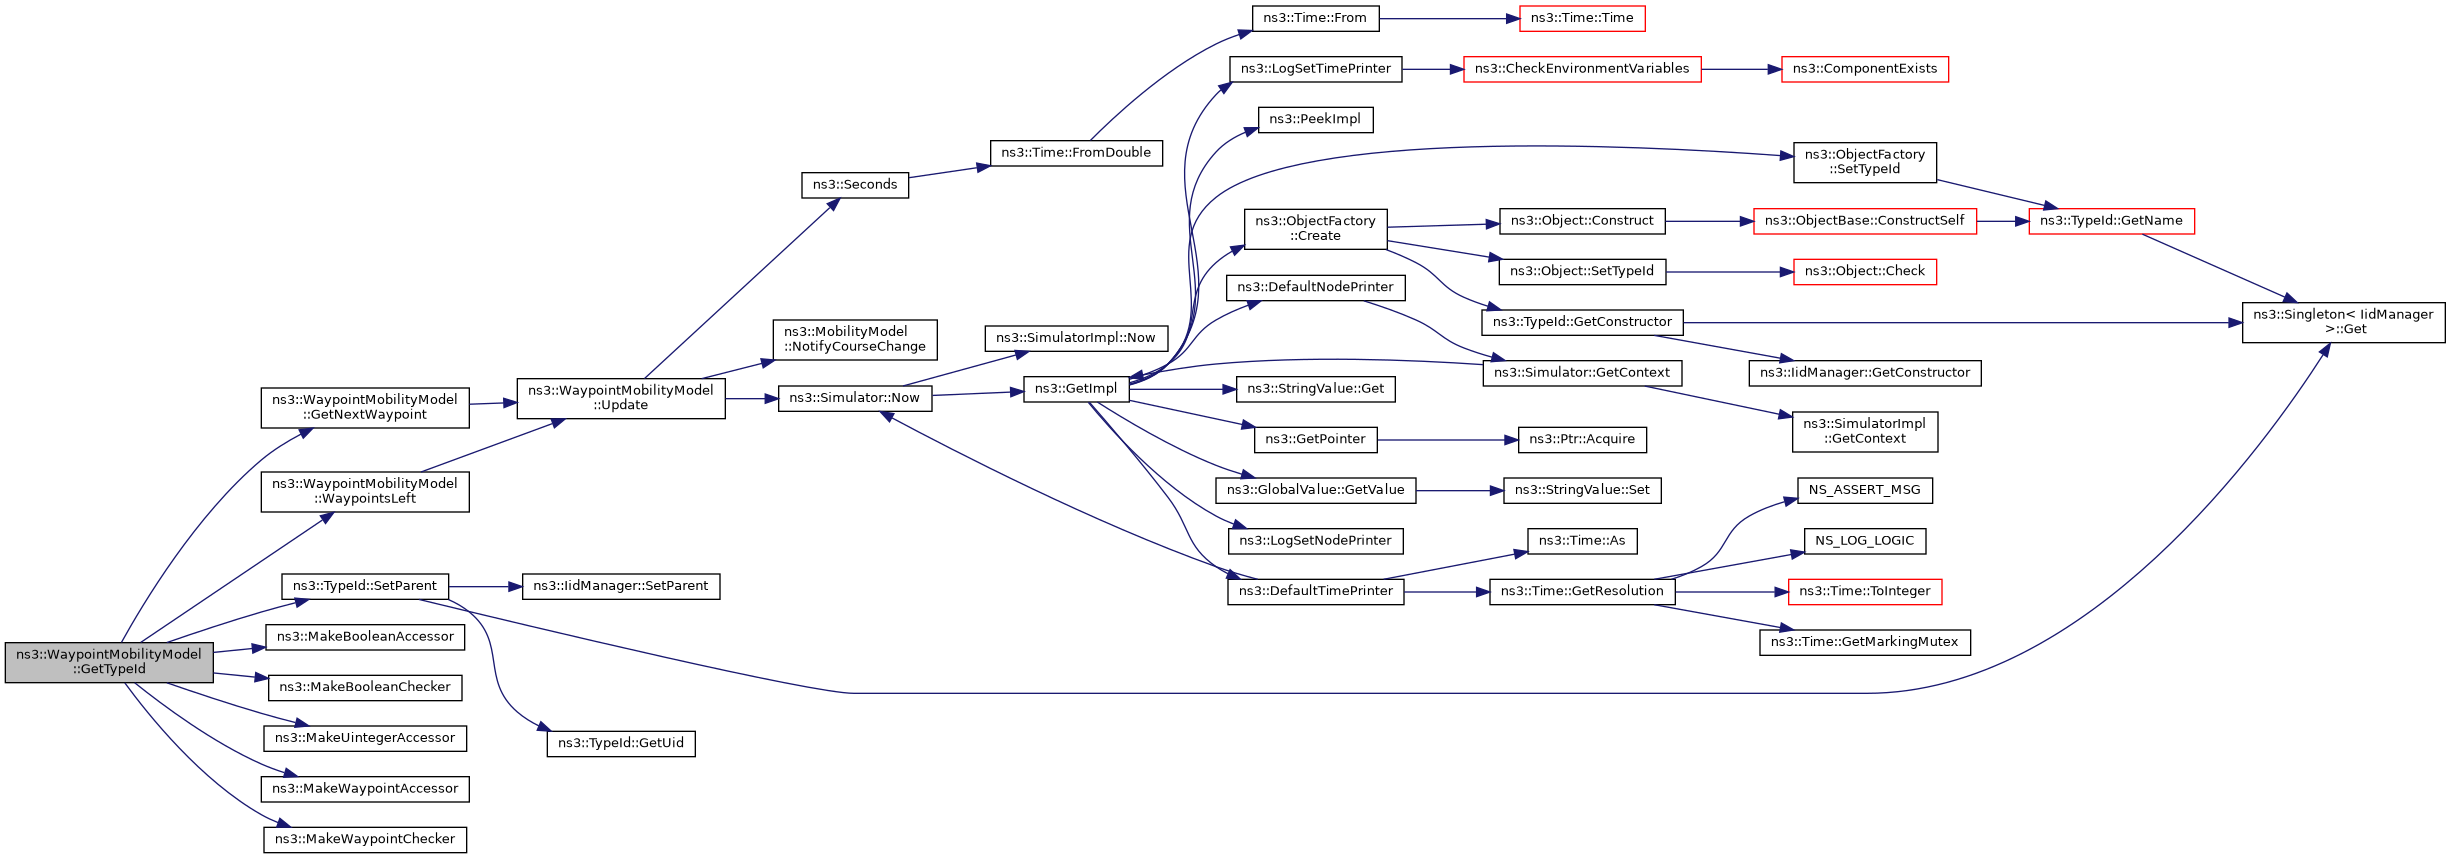 ns3::Time::From
ns3::Time::Time
ns3::LogSetTimePrinter
ns3::CheckEnvironmentVariables
ns3::ComponentExists
ns3::PeekImpl
ns3::Time::FromDouble
ns3::ObjectFactory
::SetTypeId
ns3::Seconds
ns3::ObjectFactory
::Create
ns3::Object::Construct
ns3::ObjectBase::ConstructSelf
ns3::TypeId::GetName
ns3::Object::SetTypeId
ns3::Object::Check
ns3::DefaultNodePrinter
ns3::TypeId::GetConstructor
ns3::Singleton< IidManager
>::Get
ns3::MobilityModel
::NotifyCourseChange
ns3::SimulatorImpl::Now
ns3::Simulator::GetContext
ns3::IidManager::GetConstructor
ns3::WaypointMobilityModel
::GetNextWaypoint
ns3::WaypointMobilityModel
::Update
ns3::Simulator::Now
ns3::GetImpl
ns3::StringValue::Get
ns3::SimulatorImpl
::GetContext
ns3::GetPointer
ns3::Ptr::Acquire
ns3::WaypointMobilityModel
::WaypointsLeft
ns3::GlobalValue::GetValue
ns3::StringValue::Set
NS_ASSERT_MSG
ns3::LogSetNodePrinter
ns3::Time::As
NS_LOG_LOGIC
ns3::TypeId::SetParent
ns3::IidManager::SetParent
ns3::DefaultTimePrinter
ns3::Time::GetResolution
ns3::Time::ToInteger
ns3::MakeBooleanAccessor
ns3::Time::GetMarkingMutex
ns3::WaypointMobilityModel
::GetTypeId
ns3::MakeBooleanChecker
ns3::MakeUintegerAccessor
ns3::TypeId::GetUid
ns3::MakeWaypointAccessor
ns3::MakeWaypointChecker